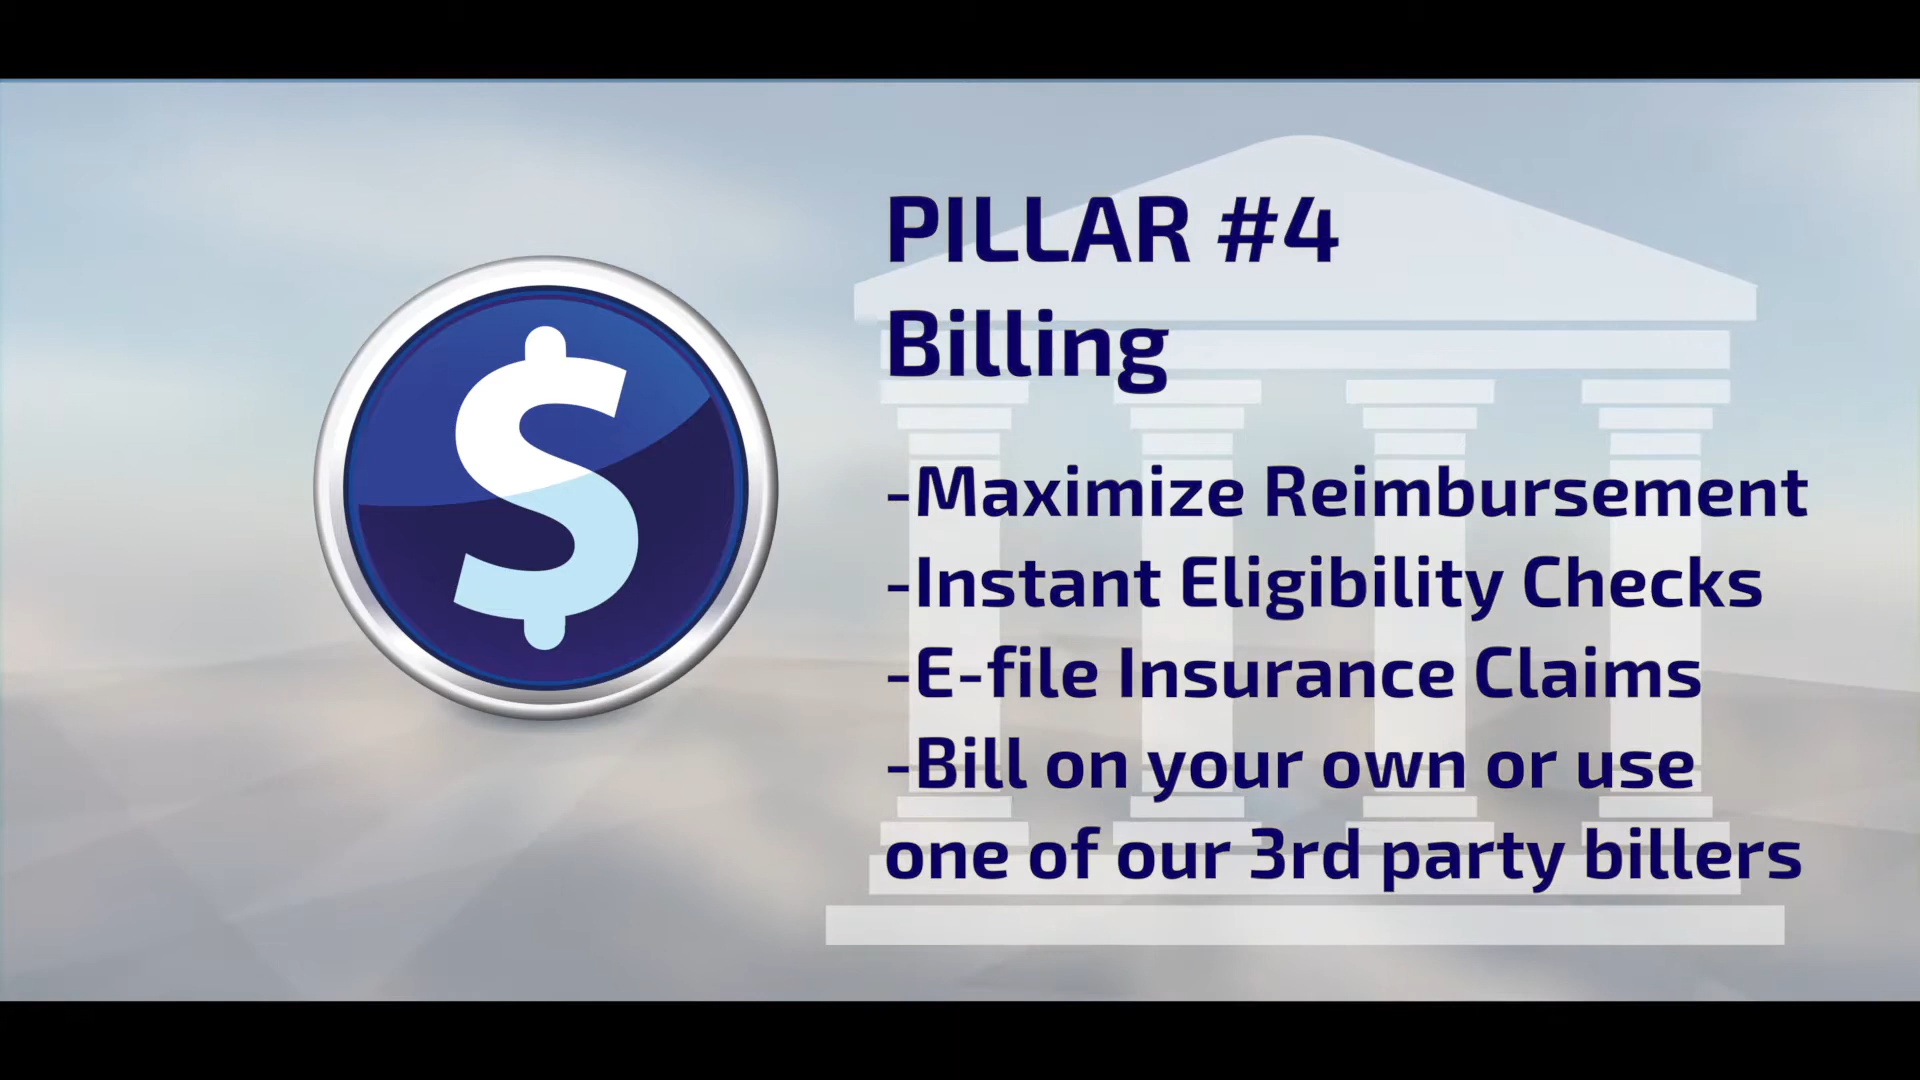 PILLAR #4
Billing
-Maximize Reimbursement
-Instant Eligibility Checks
-E-file Insurance Claims
-Bill on your own or use
one of our 3rd party billers